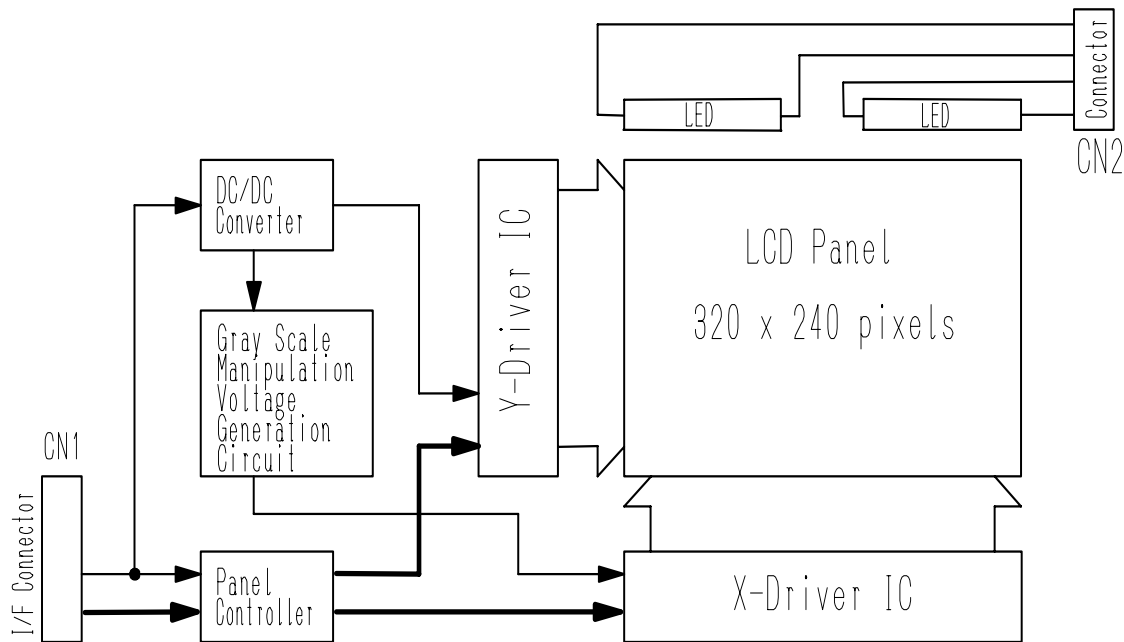 LED
LED
Connector
CN2
DC/DC
Converter
Y-Driver IC
LCD Panel
320 x 240 pixels
Gray Scale
Manipulation
Voltage
Generation
Circuit
CN1
I/F Connector
Panel
Controller
X-Driver IC